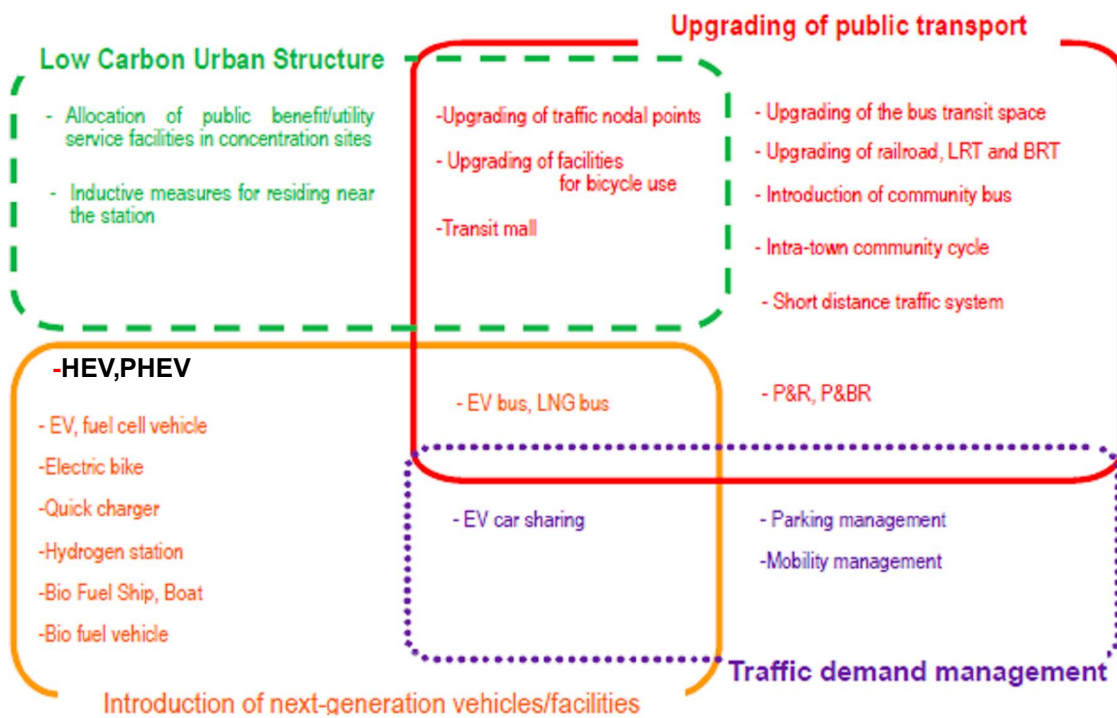 Upgrading of public transport
Low Carbon Urban Structure
- Allocation of public benefit/utility
service facilities in concentration sites
- Inductive measures for residing near
the station
-Upgrading of traffic nodal points
- Upgrading of facilities
for bicycle use
-Transit mall
- Upgrading of the bus transit space
- Upgrading of railroad, LRT and BRT
- Introduction of community bus
- Intra-town community cycle
- Short distance traffic system
- P&R, P&BR
-HEV,PHEV
- EV, fuel cell vehicle
-Electric bike
-Quick charger
-Hydrogen station
-Bio Fuel Ship, Boat
-Bio fuel vehicle
- EV bus, LNG bus
- EV car sharing
- Parking management
-Mobility management
Traffic demand management
Introduction of next-generation vehicles/facilities